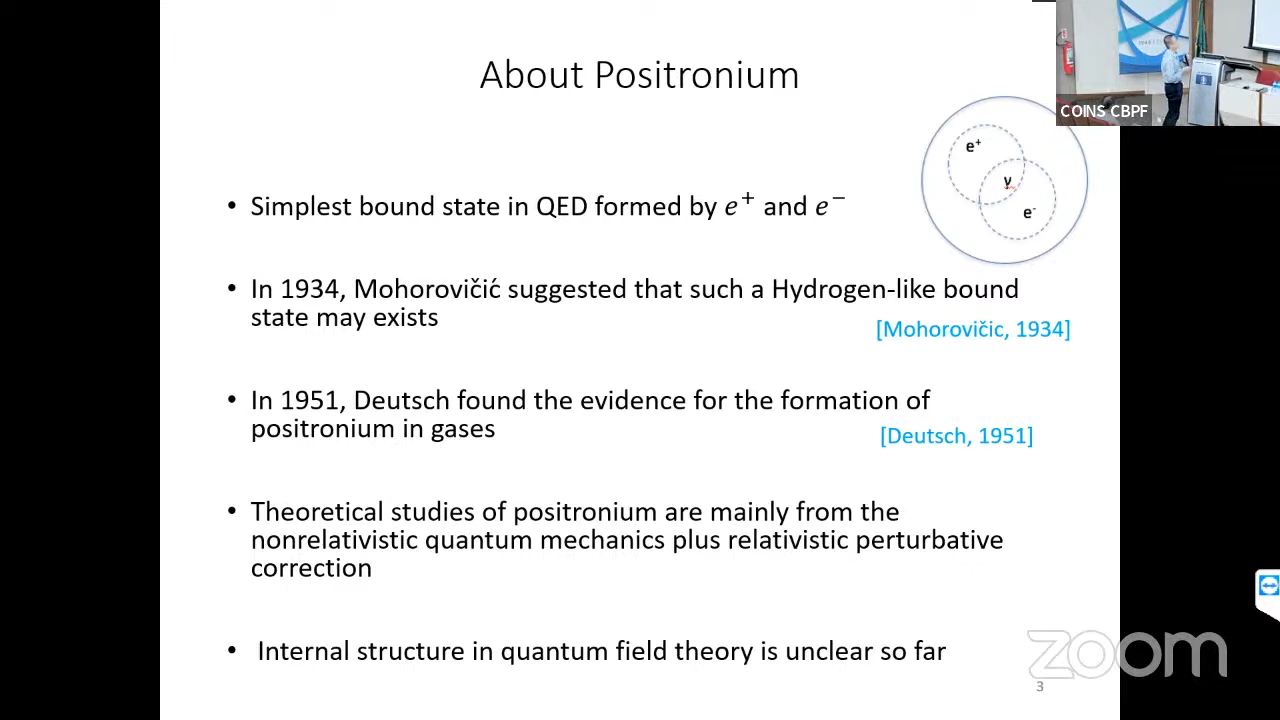 About Positronium
COINS CBPF
e⁺
γ
e⁻
• Simplest bound state in QED formed by e⁺ and e⁻
• In 1934, Mohorovičić suggested that such a Hydrogen-like bound
state may exists
[Mohorovičic, 1934]
• In 1951, Deutsch found the evidence for the formation of
positronium in gases
[Deutsch, 1951]
• Theoretical studies of positronium are mainly from the
nonrelativistic quantum mechanics plus relativistic perturbative
correction
• Internal structure in quantum field theory is unclear so far
zoom
3